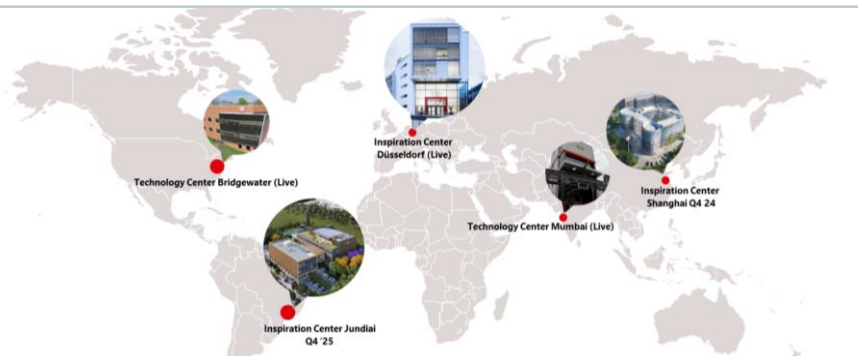 Inspiration Center
Düsseldorf (Live)
Technology Center Bridgewater (Live)
Inspiration Center
Shanghai Q4 24
Technology Center Mumbai (Live)
Inspiration Center Jundiai
Q4 '25